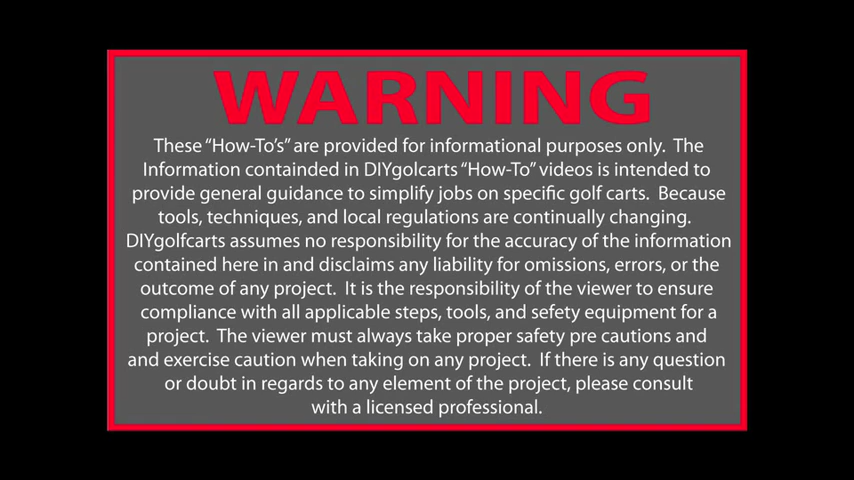 WARNING
These “How-To’s” are provided for informational purposes only. The
Information containded in DIYgolcarts “How-To” videos is intended to
provide general guidance to simplify jobs on specific golf carts. Because
tools, techniques, and local regulations are continually changing.
DIYgolfcarts assumes no responsibility for the accuracy of the information
contained here in and disclaims any liability for omissions, errors, or the
outcome of any project. It is the responsibility of the viewer to ensure
compliance with all applicable steps, tools, and sefety equipment for a
project. The viewer must always take proper safety pre cautions and
and exercise caution when taking on any project. If there is any question
or doubt in regards to any element of the project, please consult
with a licensed professional.